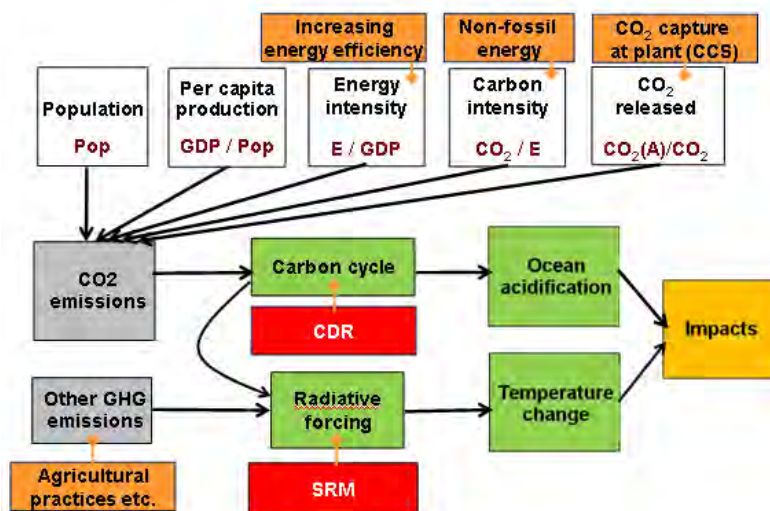 Increasing
energy efficiency
Non-fossil
energy
CO₂ capture
at plant (CCS)
Population
Pop
Per capita
production
GDP / Pop
Energy
intensity
E / GDP
Carbon
intensity
CO₂ / E
CO₂
released
CO₂(A)/CO₂
CO2
emissions
Carbon cycle
Ocean
acidification
CDR
Impacts
Other GHG
emissions
Radiative
forcing
Temperature
change
Agricultural
practices etc.
SRM